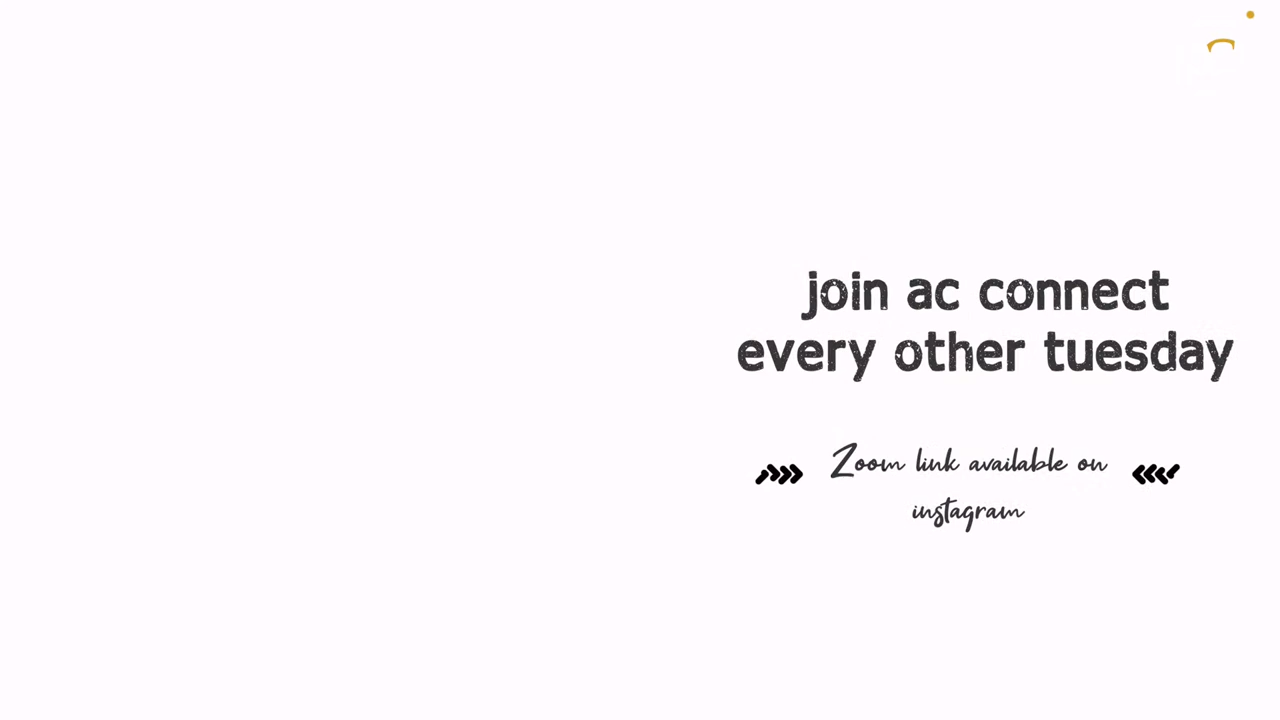 join ac connect
every other tuesday
Zoom link available on
instagram